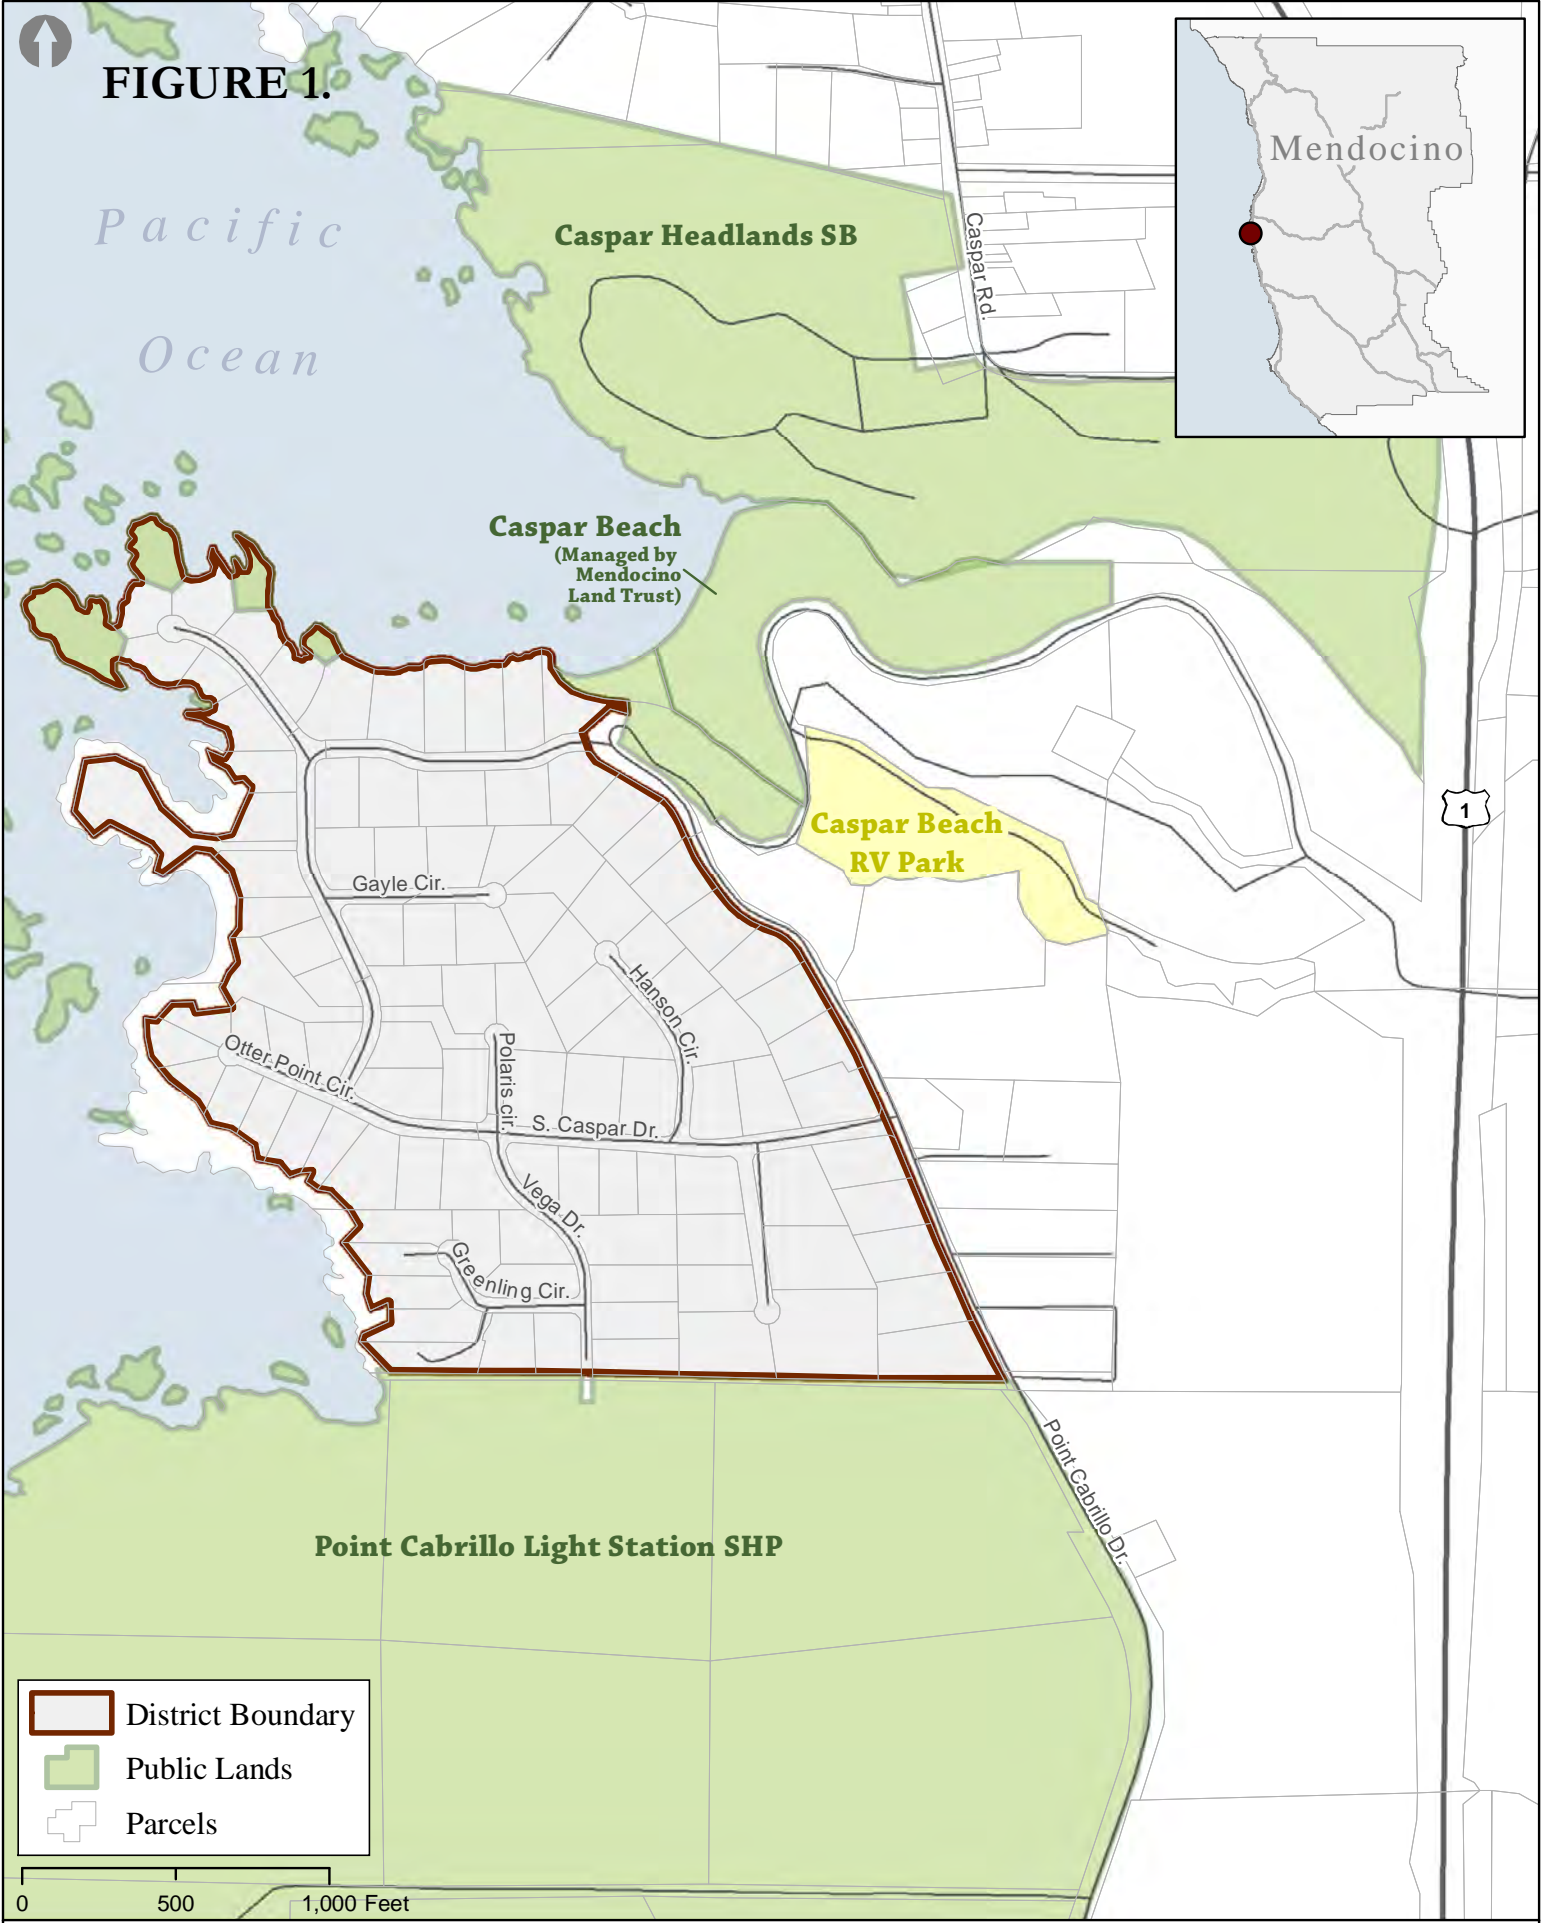 FIGURE 1.
Mendocino
Pacific
Ocean
Caspar Headlands SB
Caspar Rd.
Caspar Beach
(Managed by
Mendocino
Land Trust)
1
Caspar Beach
RV Park
Gayle Cir.
Hanson Cir.
Otter Point Cir.
Polaris cir.
S. Caspar Dr.
Vega Dr.
Greenling Cir.
Point Cabrillo Dr.
Point Cabrillo Light Station SHP
District Boundary
Public Lands
Parcels
0 500 1,000 Feet